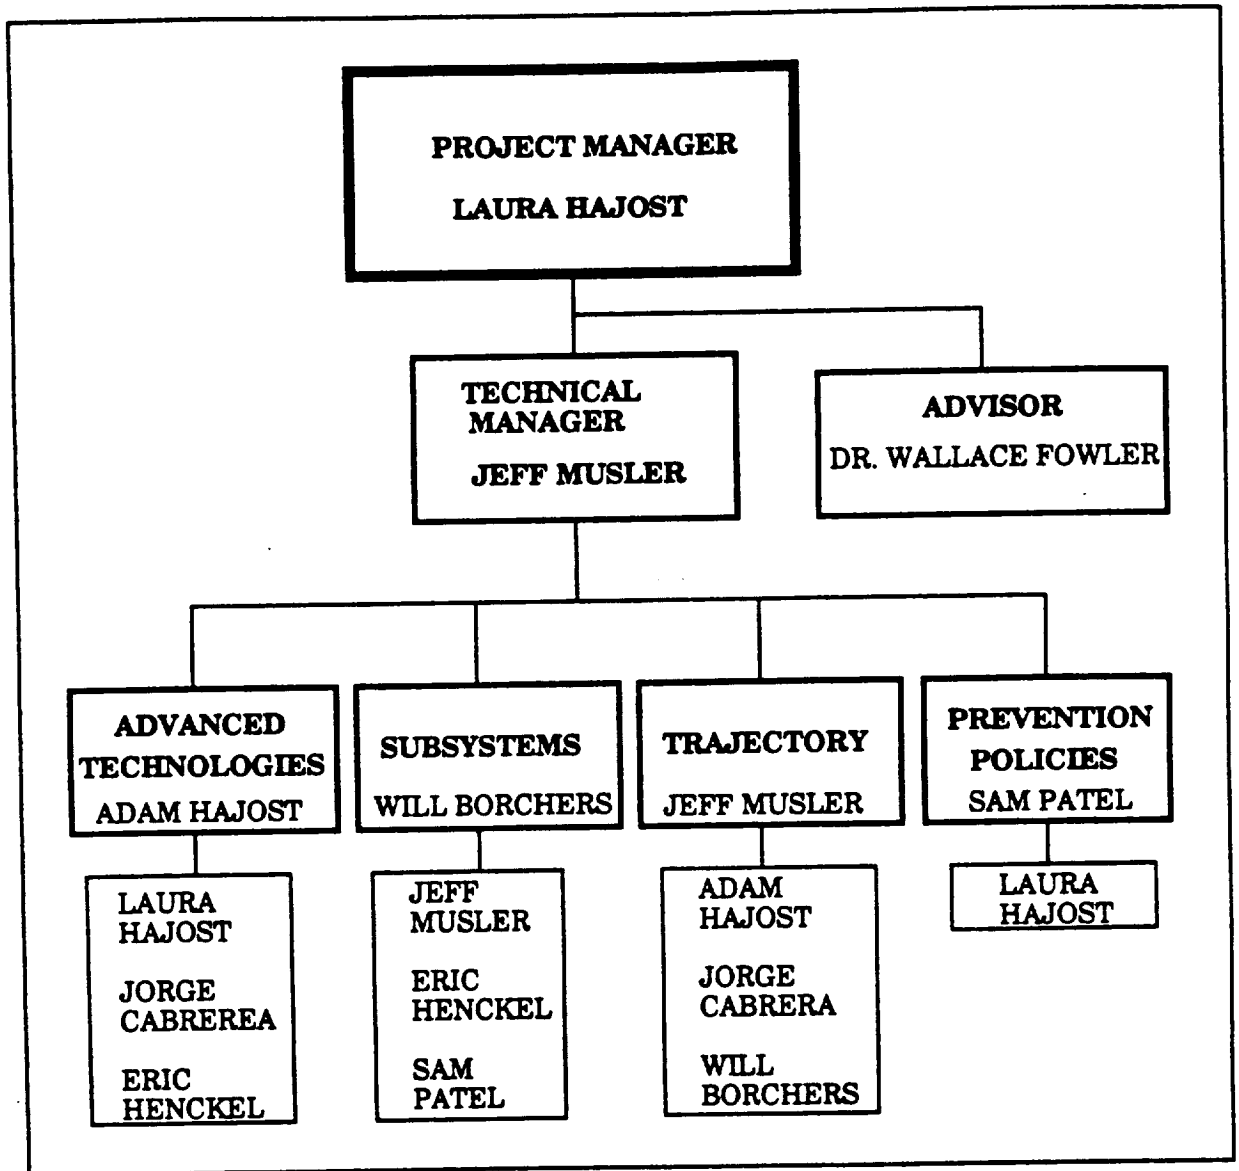 PROJECT MANAGER
LAURA HAJOST
TECHNICAL
MANAGER
JEFF MUSLER
ADVISOR
DR. WALLACE FOWLER
ADVANCED
TECHNOLOGIES
ADAM HAJOST
SUBSYSTEMS
WILL BORCHERS
TRAJECTORY
JEFF MUSLER
PREVENTION
POLICIES
SAM PATEL
LAURA
HAJOST
JORGE
CABREREA
ERIC
HENCKEL
JEFF
MUSLER
ERIC
HENCKEL
SAM
PATEL
ADAM
HAJOST
JORGE
CABRERA
WILL
BORCHERS
LAURA
HAJOST